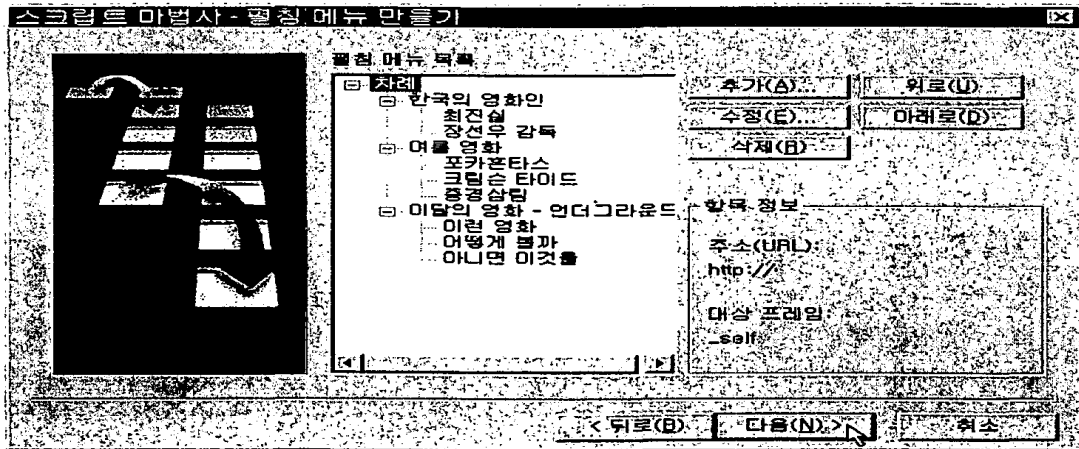 스크립트 마법사 - 펼침 메뉴 만들기
펼침 메뉴 목록
차례
한국의 영화인
최진실
장선우 감독
여름 영화
포카혼타스
크림슨 타이드
중경삼림
이달의 영화 - 언더그라운드
이런 영화
어떻게 볼까
아니면 이것을
추가(A)...
위로(U)
수정(E)...
아래로(D)
삭제(R)
항목 정보
주소(URL):
http://
대상 프레임:
_self
< 뒤로(B)
다음(N) >
취소